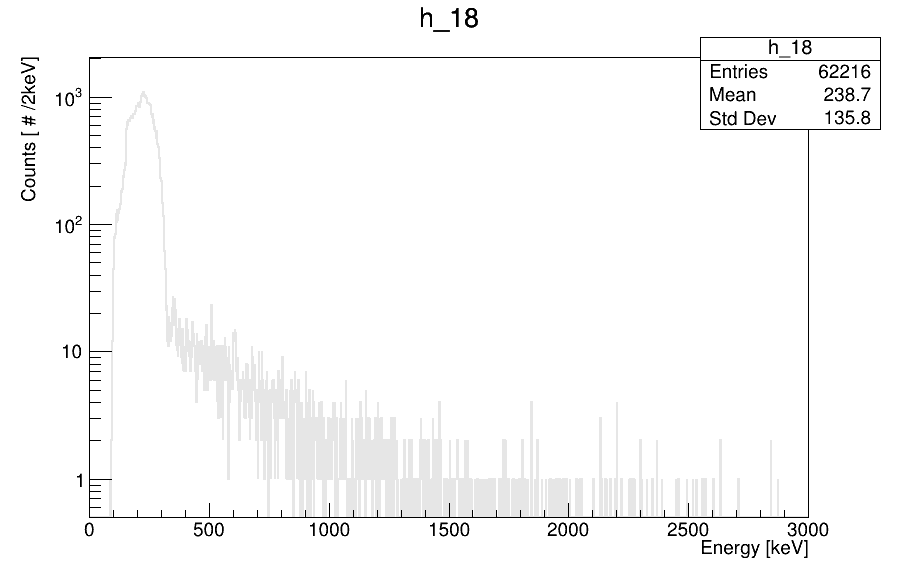 h_18
h_18
Entries 62216
Mean 238.7
Std Dev 135.8
Counts [ # /2keV]
10³
10²
10
1
0 500 1000 1500 2000 2500 3000
Energy [keV]